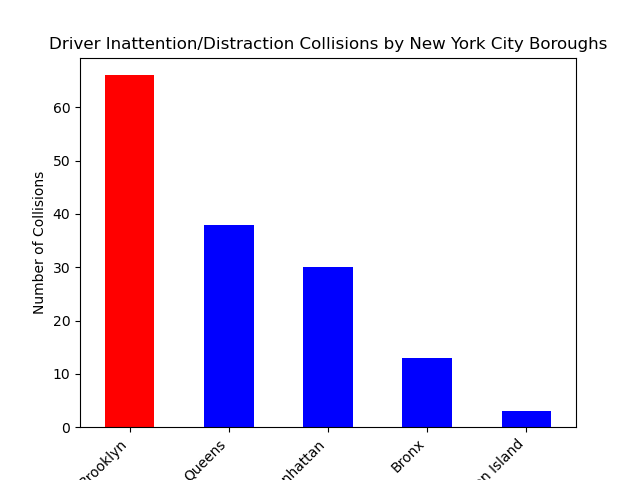 Driver Inattention/Distraction Collisions by New York City Boroughs
Number of Collisions
60
50
40
30
20
10
0
Brooklyn
Queens
nhattan
Bronx
n Island